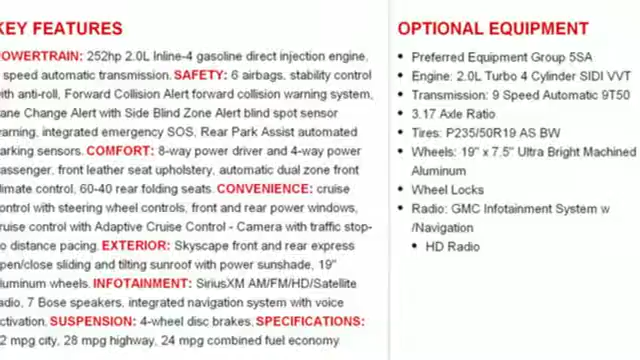 KEY FEATURES
POWERTRAIN: 252hp 2.0L Inline-4 gasoline direct injection engine,
speed automatic transmission. SAFETY: 6 airbags, stability control
with anti-roll, Forward Collision Alert forward collision warning system,
Lane Change Alert with Side Blind Zone Alert blind spot sensor
warning, integrated emergency SOS, Rear Park Assist automated
parking sensors. COMFORT: 8-way power driver and 4-way power
passenger, front leather seat upholstery, automatic dual zone front
climate control, 60-40 rear folding seats. CONVENIENCE: cruise
control with steering wheel controls, front and rear power windows,
cruise control with Adaptive Cruise Control - Camera with traffic stop-
to distance pacing. EXTERIOR: Skyscape front and rear express
open/close sliding and tilting sunroof with power sunshade, 19"
aluminum wheels. INFOTAINMENT: SiriusXM AM/FM/HD/Satellite
radio, 7 Bose speakers, integrated navigation system with voice
activation. SUSPENSION: 4-wheel disc brakes. SPECIFICATIONS:
2 mpg city, 28 mpg highway, 24 mpg combined fuel economy
OPTIONAL EQUIPMENT
• Preferred Equipment Group 5SA
• Engine: 2.0L Turbo 4 Cylinder SIDI VVT
• Transmission: 9 Speed Automatic 9T50
• 3.17 Axle Ratio
• Tires: P235/50R19 AS BW
• Wheels: 19" x 7.5" Ultra Bright Machined
Aluminum
• Wheel Locks
• Radio: GMC Infotainment System w
/Navigation
• HD Radio